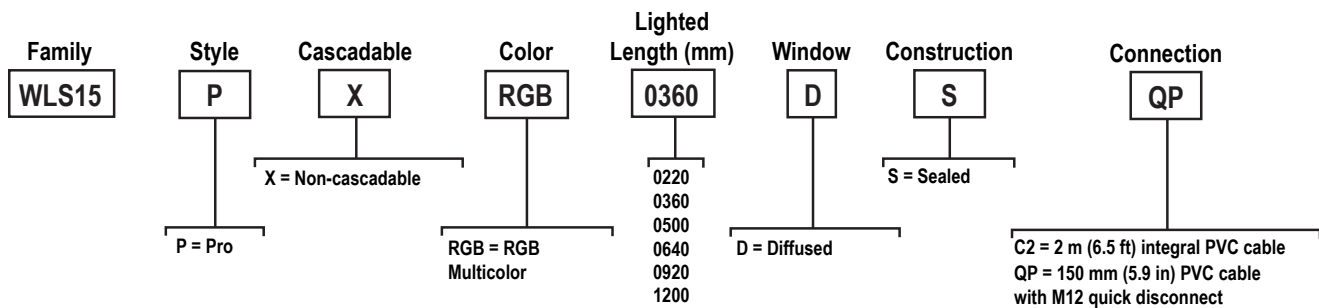 Family
Style
Cascadable
Color
Lighted
Length (mm)
Window
Construction
Connection
WLS15
P
X
RGB
0360
D
S
QP
X = Non-cascadable
0220
0360
0500
0640
0920
1200
S = Sealed
P = Pro
RGB = RGB
Multicolor
D = Diffused
C2 = 2 m (6.5 ft) integral PVC cable
QP = 150 mm (5.9 in) PVC cable
with M12 quick disconnect